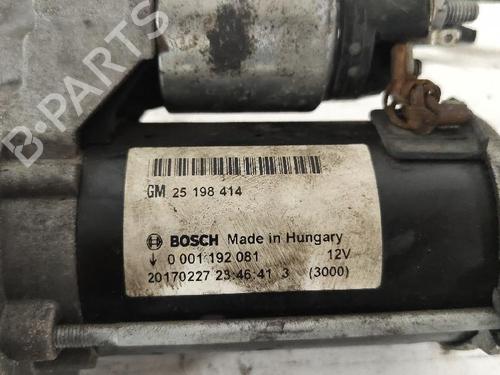 B-PARTS
GM 25 198 414
BOSCH Made in Hungary
0 001 192 081 12V
20170227 23:46:41 3 (3000)